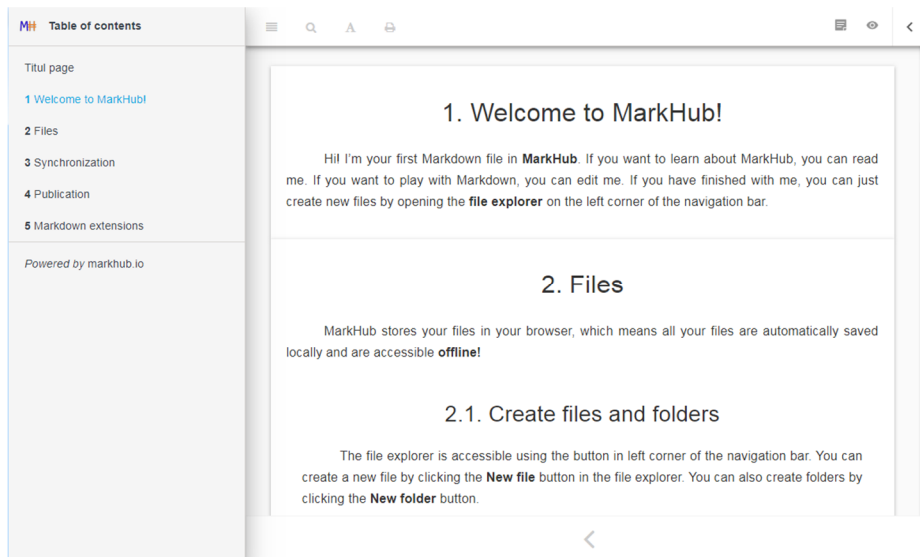 MH Table of contents
A
Titul page
1 Welcome to MarkHub!
2 Files
3 Synchronization
4 Publication
5 Markdown extensions
Powered by markhub.io
1. Welcome to MarkHub!
Hi! I'm your first Markdown file in MarkHub. If you want to learn about MarkHub, you can read
me. If you want to play with Markdown, you can edit me. If you have finished with me, you can just
create new files by opening the file explorer on the left corner of the navigation bar.
2. Files
MarkHub stores your files in your browser, which means all your files are automatically saved
locally and are accessible offline!
2.1. Create files and folders
The file explorer is accessible using the button in left corner of the navigation bar. You can
create a new file by clicking the New file button in the file explorer. You can also create folders by
clicking the New folder button.